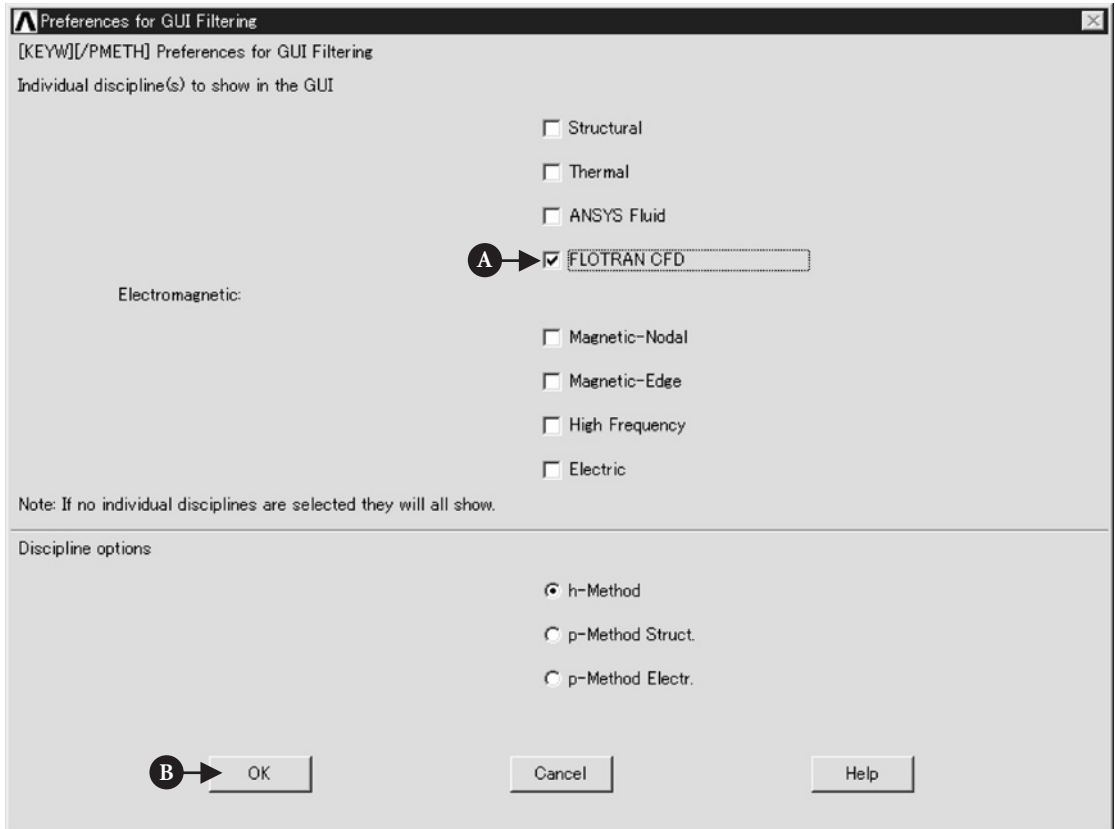 Preferences for GUI Filtering
[KEYW][/PMETH] Preferences for GUI Filtering
Individual discipline(s) to show in the GUI
Structural
Thermal
ANSYS Fluid
A FLOTRAN CFD
Electromagnetic:
Magnetic-Nodal
Magnetic-Edge
High Frequency
Electric
Note: If no individual disciplines are selected they will all show.
Discipline options
h-Method
p-Method Struct.
p-Method Electr.
B OK Cancel Help